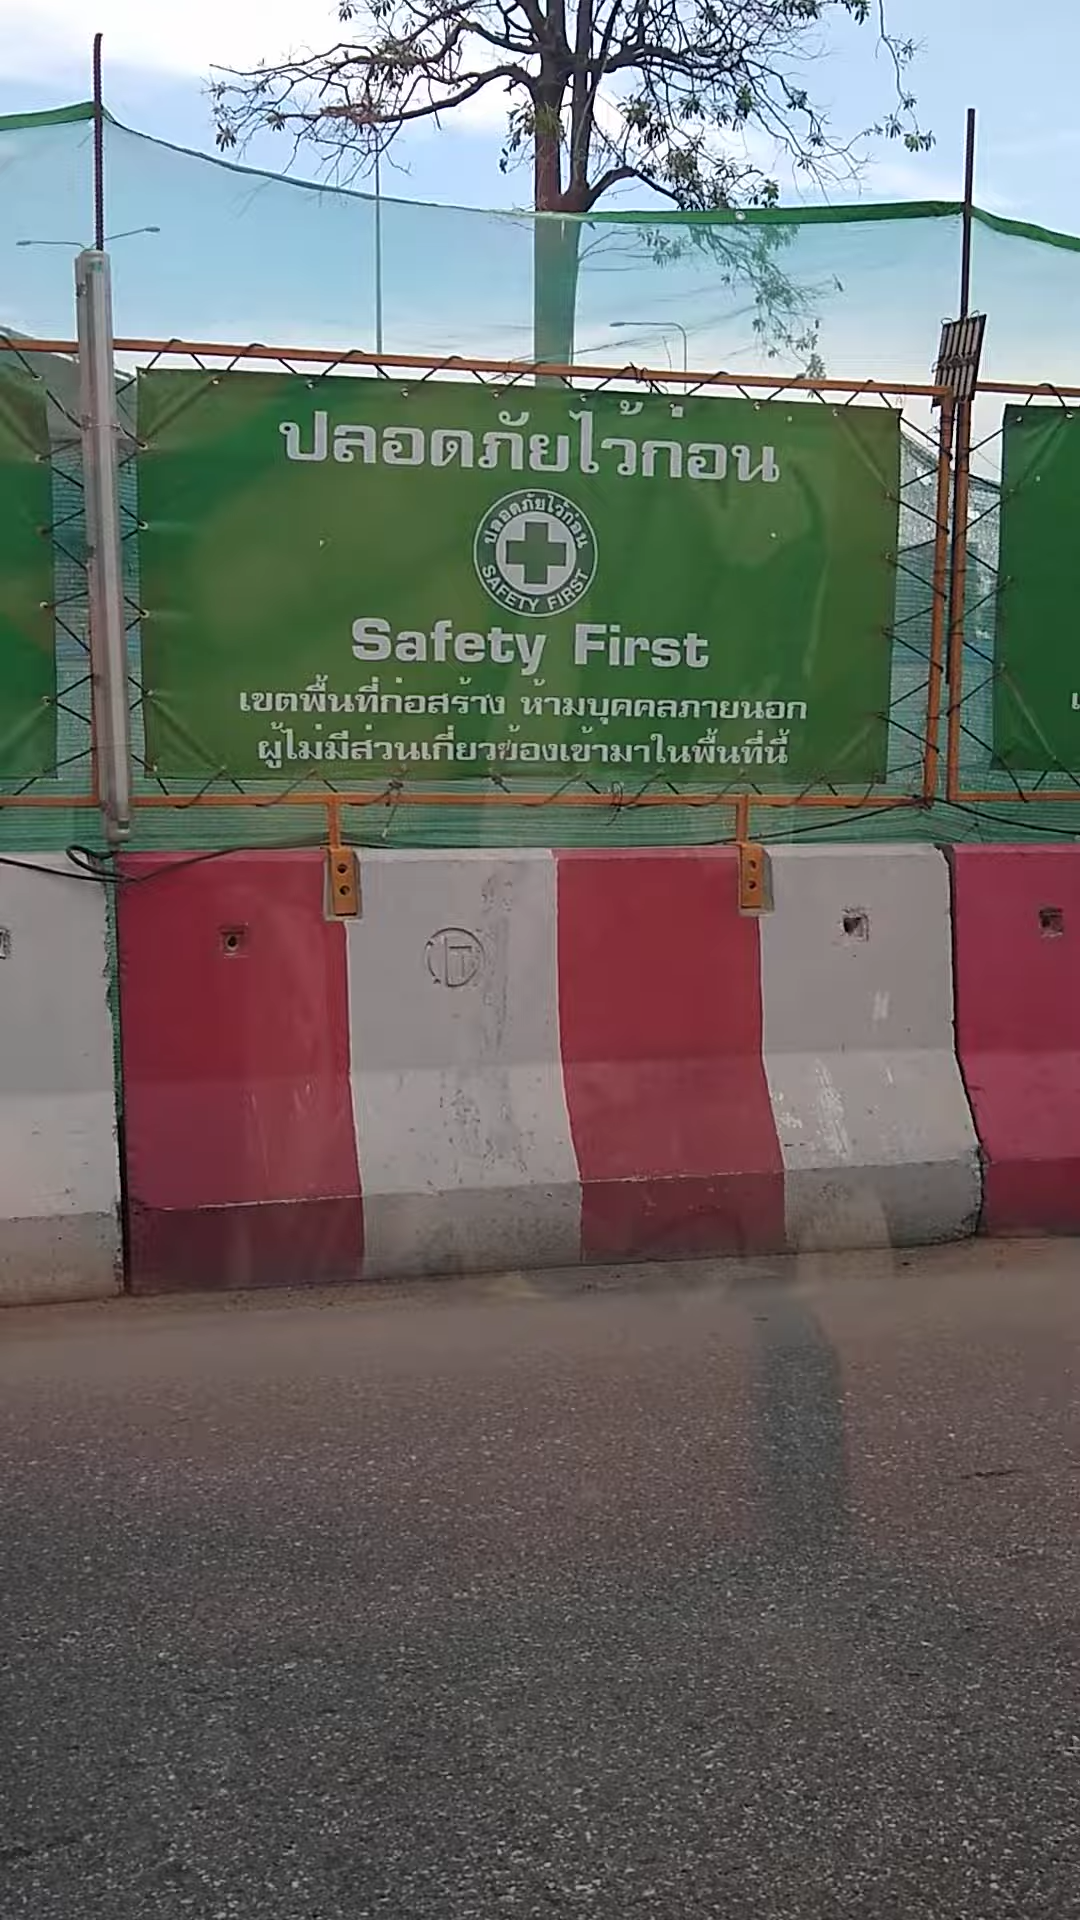 ปลอดภัยไว้ก่อน
ปลอดภัยไว้ก่อน
SAFETY FIRST
Safety First
เขตพื้นที่ก่อสร้าง ห้ามบุคคลภายนอก
ผู้ไม่มีส่วนเกี่ยวข้องเข้ามาในพื้นที่นี้